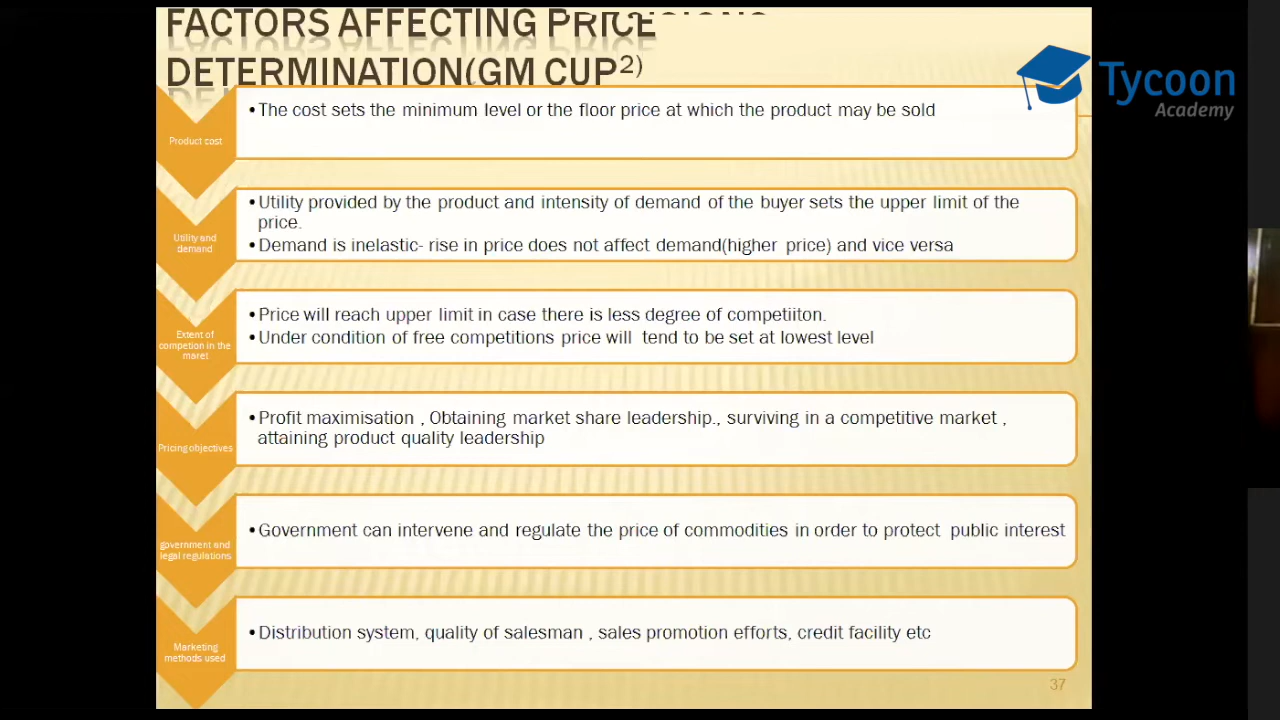 FACTORS AFFECTING PRICE
DETERMINATION(GM CUP²)
Tycoon
Academy
Product cost
•The cost sets the minimum level or the floor price at which the product may be sold
Utility and
demand
•Utility provided by the product and intensity of demand of the buyer sets the upper limit of the
price.
•Demand is inelastic- rise in price does not affect demand(higher price) and vice versa
Extent of
competion in the
maret
•Price will reach upper limit in case there is less degree of competiiton.
•Under condition of free competitions price will tend to be set at lowest level
Pricing objectives
•Profit maximisation , Obtaining market share leadership., surviving in a competitive market ,
attaining product quality leadership
government and
legal regulations
•Government can intervene and regulate the price of commodities in order to protect public interest
Marketing
methods used
•Distribution system, quality of salesman , sales promotion efforts, credit facility etc
37